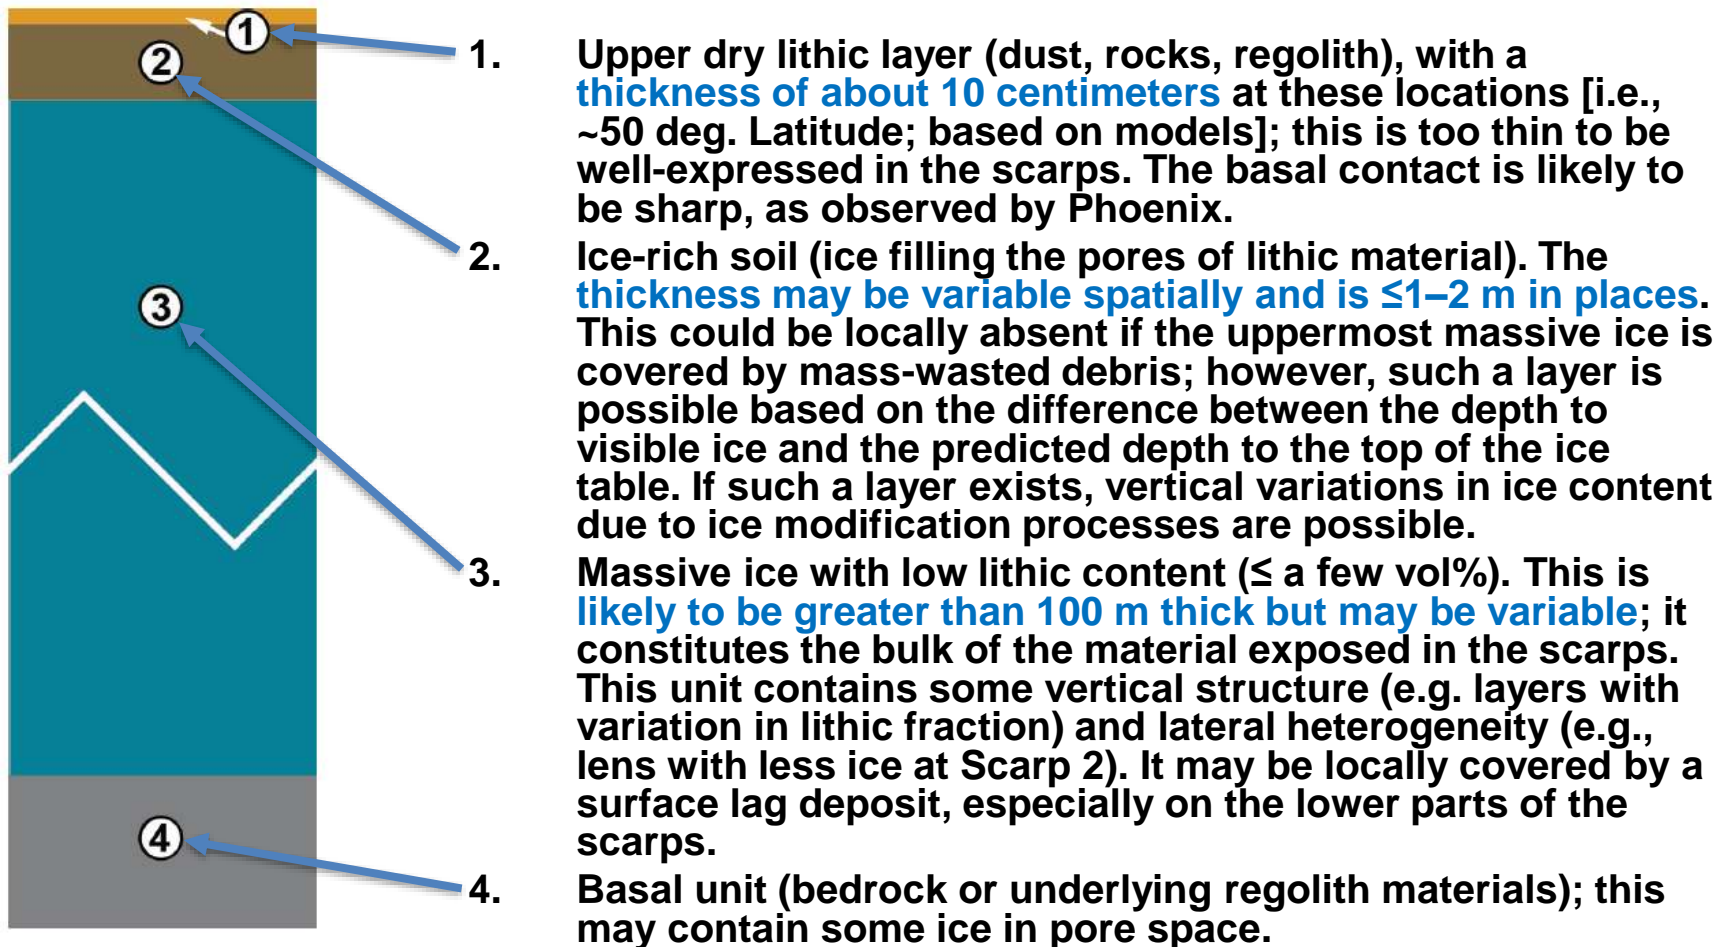 1
2
3
4
1. Upper dry lithic layer (dust, rocks, regolith), with a
thickness of about 10 centimeters at these locations [i.e.,
~50 deg. Latitude; based on models]; this is too thin to be
well-expressed in the scarps. The basal contact is likely to
be sharp, as observed by Phoenix.
2. Ice-rich soil (ice filling the pores of lithic material). The
thickness may be variable spatially and is ≤1–2 m in places.
This could be locally absent if the uppermost massive ice is
covered by mass-wasted debris; however, such a layer is
possible based on the difference between the depth to
visible ice and the predicted depth to the top of the ice
table. If such a layer exists, vertical variations in ice content
due to ice modification processes are possible.
3. Massive ice with low lithic content (≤ a few vol%). This is
likely to be greater than 100 m thick but may be variable; it
constitutes the bulk of the material exposed in the scarps.
This unit contains some vertical structure (e.g. layers with
variation in lithic fraction) and lateral heterogeneity (e.g.,
lens with less ice at Scarp 2). It may be locally covered by a
surface lag deposit, especially on the lower parts of the
scarps.
4. Basal unit (bedrock or underlying regolith materials); this
may contain some ice in pore space.